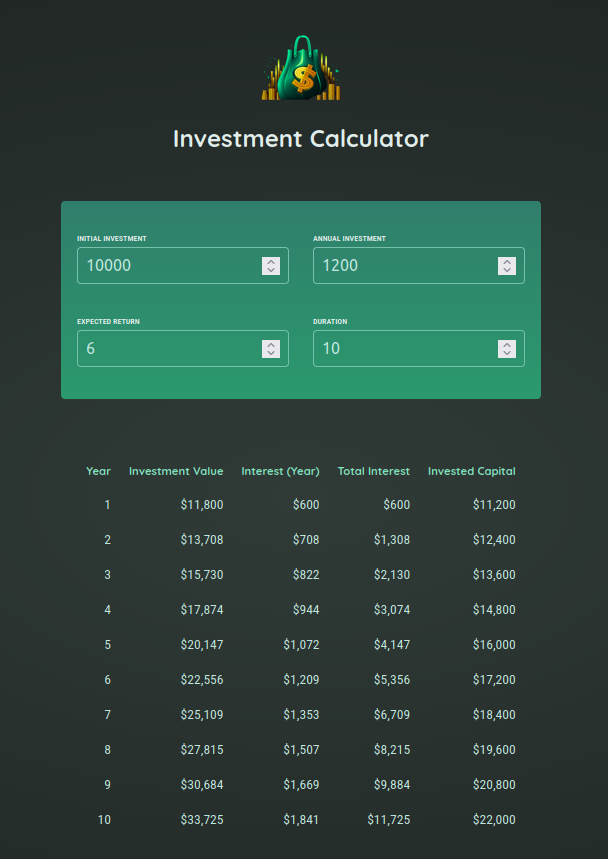 $
Investment Calculator
INITIAL INVESTMENT ANNUAL INVESTMENT
10000 1200
EXPECTED RETURN DURATION
6 10
Year Investment Value Interest (Year) Total Interest Invested Capital
1 $11,800 $600 $600 $11,200
2 $13,708 $708 $1,308 $12,400
3 $15,730 $822 $2,130 $13,600
4 $17,874 $944 $3,074 $14,800
5 $20,147 $1,072 $4,147 $16,000
6 $22,556 $1,209 $5,356 $17,200
7 $25,109 $1,353 $6,709 $18,400
8 $27,815 $1,507 $8,215 $19,600
9 $30,684 $1,669 $9,884 $20,800
10 $33,725 $1,841 $11,725 $22,000